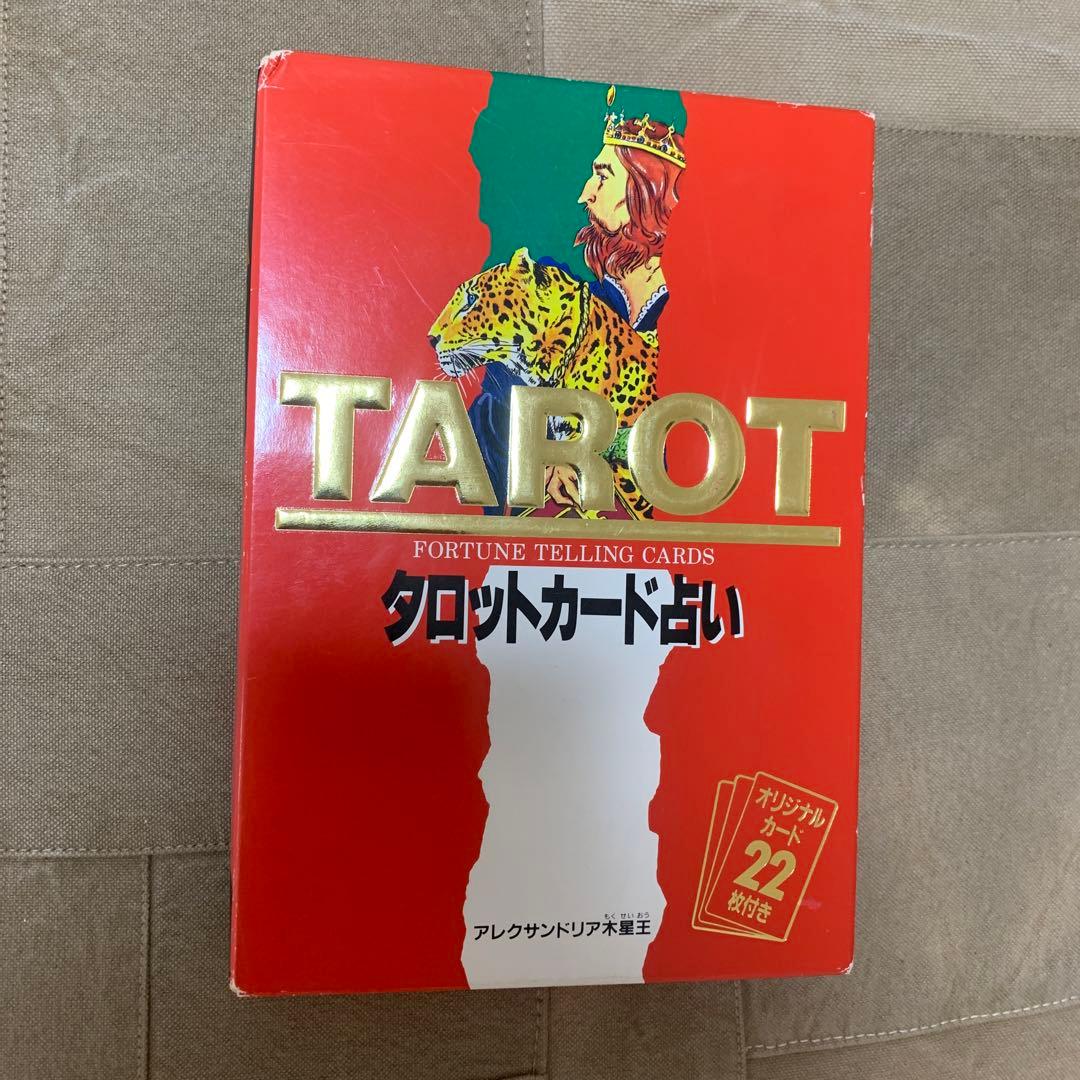 TAROT
FORTUNE TELLING CARDS
タロットカード占い
オリジナル
カード
22
枚付き
もくせいおう
アレクサンドリア木星王